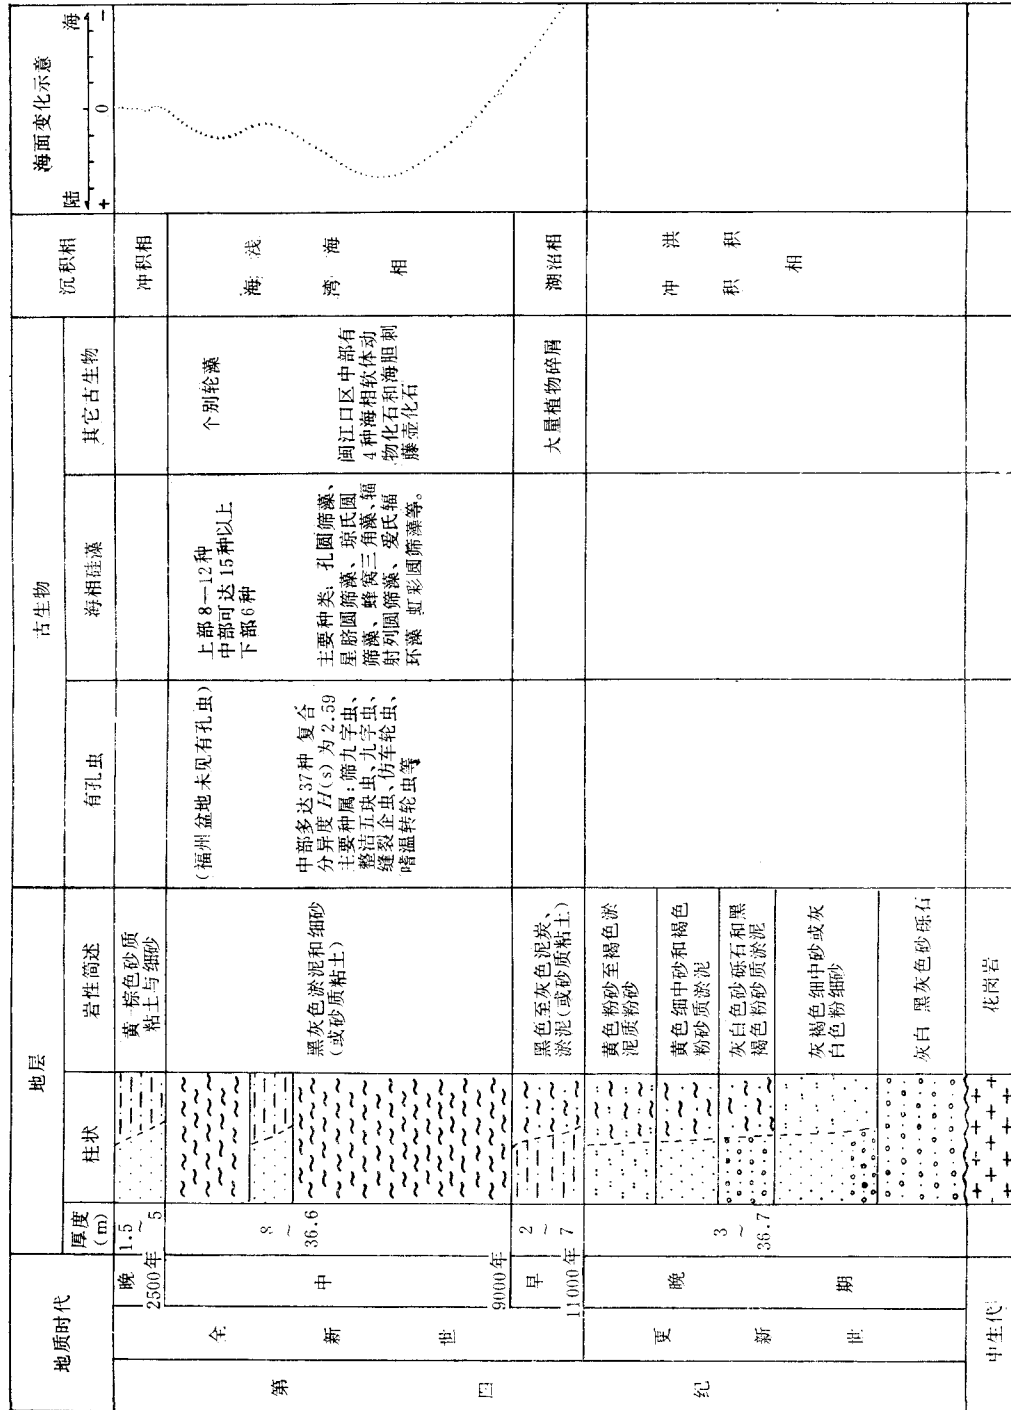 地质时代
地层
古生物
沉积相
海面变化示意
厚度
(m)
柱状
岩性简述
有孔虫
海相硅藻
其它古生物
陆 海
+ 0 −
第四纪
全新世
晚
2500年
1.5
~
5
黄 棕色砂质
粘土与细砂
冲积相
中
9000年
8
~
36.6
黑灰色淤泥和细砂
(或砂质粘土)
(福州盆地未见有孔虫)
中部多达37种 复合
分异度 H(s) 为 2.59
主要种属:筛九字虫、
整洁五玦虫、九字虫、
缝裂企虫、仿车轮虫、
嗜温转轮虫等
上部 8—12种
中部可达 15种以上
下部 6 种
主要种类: 孔圆筛藻、
星脐圆筛藻、琼氏圆
筛藻、蜂窝三角藻、辐
射列圆筛藻、爱氏辐
环藻 虹彩圆筛藻等。
个别轮藻
闽江口区中部有
4 种海相软体动
物化石和海胆刺
藤壶化石
海 浅
湾 海
相
早
11000年
2
~
7
黑色至灰色泥炭、
淤泥(或砂质粘土)
大量植物碎屑
湖沼相
更新世
晚期
3
~
36.7
黄色粉砂至褐色淤
泥质粉砂
黄色细中砂和褐色
粉砂质淤泥
灰白色砂砾石和黑
褐色粉砂质淤泥
灰褐色细中砂或灰
白色粉细砂
灰白 黑灰色砂砾石
冲 洪
积 积
相
中生代
花岗岩